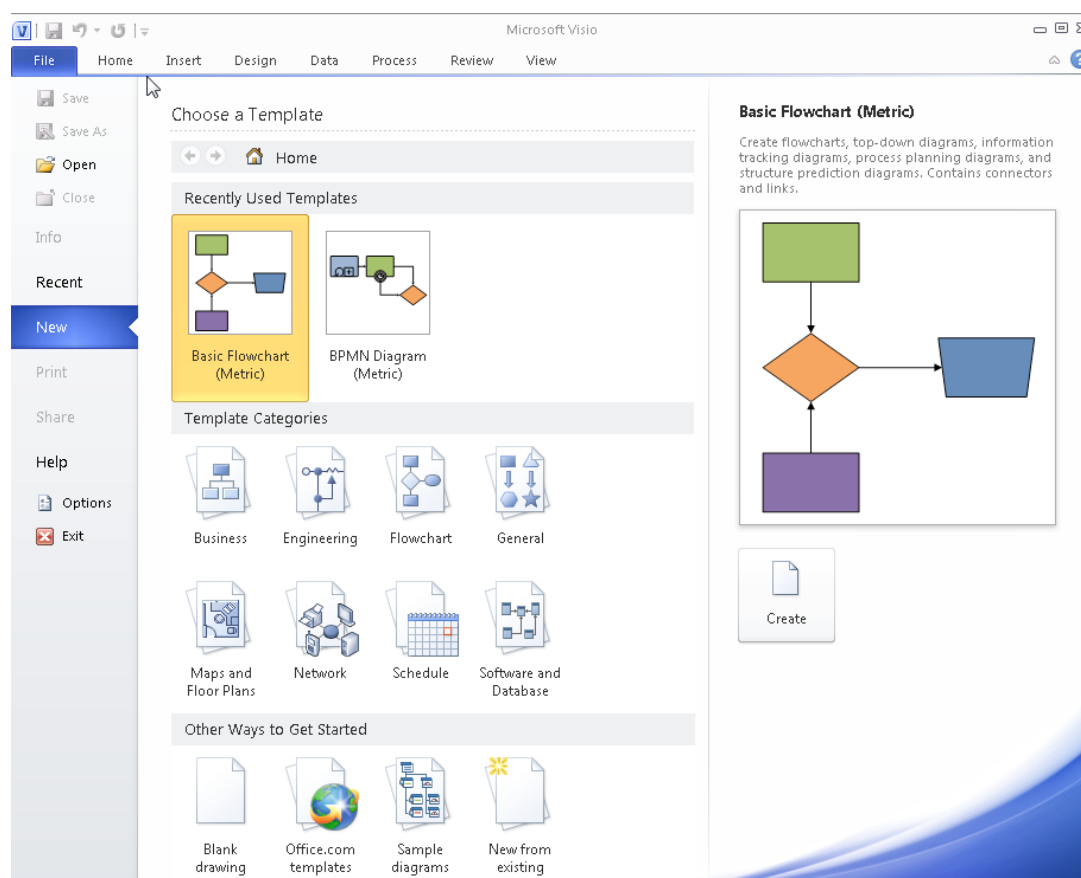 Microsoft Visio
File Home Insert Design Data Process Review View
Save
Save As
Open
Close
Info
Recent
New
Print
Share
Help
Options
Exit
Choose a Template
Home
Recently Used Templates
Basic Flowchart
(Metric)
BPMN Diagram
(Metric)
Template Categories
Business
Engineering
Flowchart
General
Maps and
Floor Plans
Network
Schedule
Software and
Database
Other Ways to Get Started
Blank
drawing
Office.com
templates
Sample
diagrams
New from
existing
Basic Flowchart (Metric)
Create flowcharts, top-down diagrams, information
tracking diagrams, process planning diagrams, and
structure prediction diagrams. Contains connectors
and links.
Create